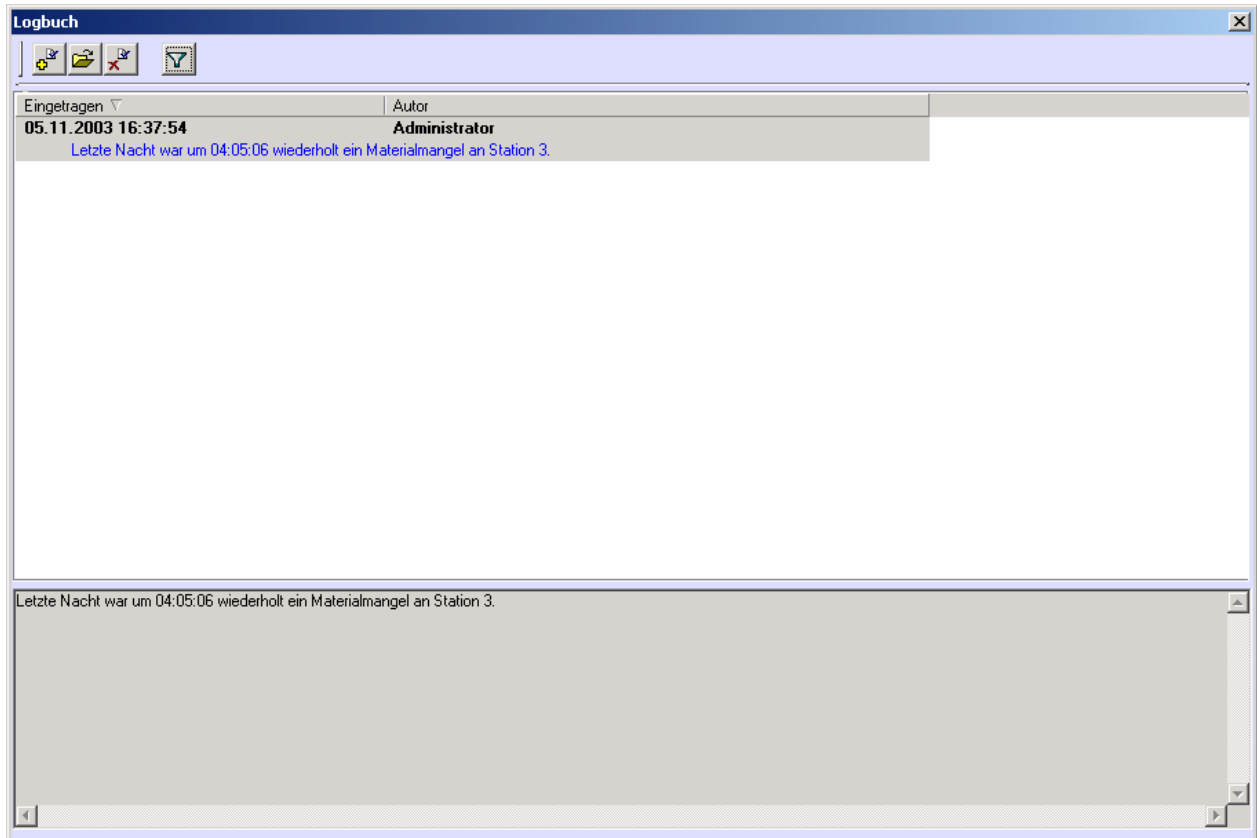 Logbuch
Eingetragen Autor
05.11.2003 16:37:54 Administrator
Letzte Nacht war um 04:05:06 wiederholt ein Materialmangel an Station 3.
Letzte Nacht war um 04:05:06 wiederholt ein Materialmangel an Station 3.